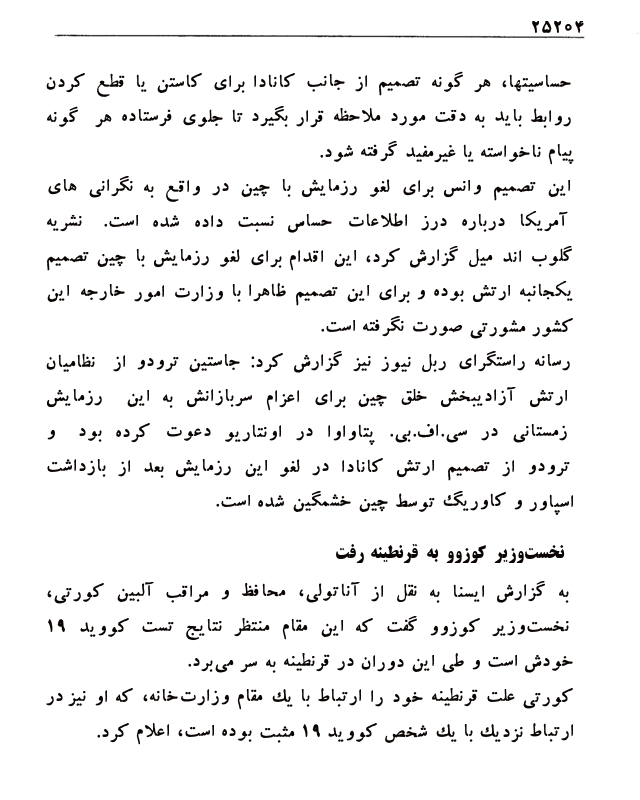 ۲۵۲۰۴
حساسیتها، هر گونه تصمیم از جانب کانادا برای کاستن یا قطع کردن
روابط باید به دقت مورد ملاحظه قرار بگیرد تا جلوی فرستاده هر گونه
پیام ناخواسته یا غیرمفید گرفته شود.
این تصمیم وانس برای لغو رزمایش با چین در واقع به نگرانی های
آمریکا درباره درز اطلاعات حساس نسبت داده شده است. نشریه
گلوب اند میل گزارش کرد، این اقدام برای لغو رزمایش با چین تصمیم
یکجانبه ارتش بوده و برای این تصمیم ظاهرا با وزارت امور خارجه این
کشور مشورتی صورت نگرفته است.
رسانه راستگرای ربل نیوز نیز گزارش کرد: جاستین ترودو از نظامیان
ارتش آزادیبخش خلق چین برای اعزام سربازانش به این رزمایش
زمستانی در سی.اف.بی. پتاواوا در اونتاریو دعوت کرده بود و
ترودو از تصمیم ارتش کانادا در لغو این رزمایش بعد از بازداشت
اسپاور و کاوریگ توسط چین خشمگین شده است.
نخست‌وزیر کوزوو به قرنطینه رفت
به گزارش ایسنا به نقل از آناتولی، محافظ و مراقب آلبین کورتی،
نخست‌وزیر کوزوو گفت که این مقام منتظر نتایج تست کووید ۱۹
خودش است و طی این دوران در قرنطینه به سر می‌برد.
کورتی علت قرنطینه خود را ارتباط با یك مقام وزارت‌خانه، که او نیز در
ارتباط نزدیك با یك شخص کووید ۱۹ مثبت بوده است، اعلام کرد.